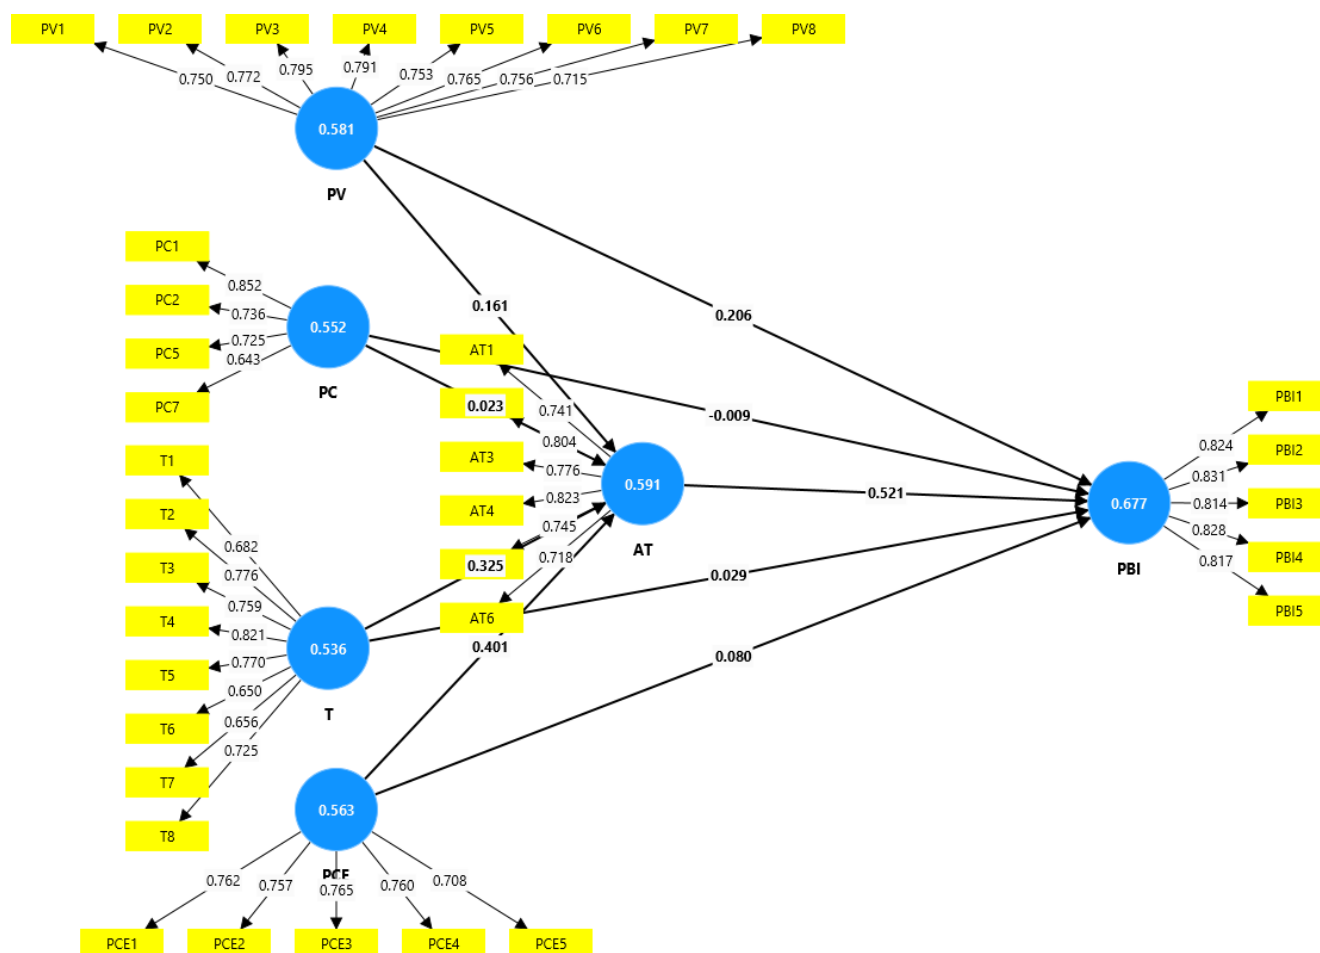 PV1 PV2 PV3 PV4 PV5 PV6 PV7 PV8
0.750 0.772 0.795 0.791 0.753 0.765 0.756 0.715
0.581
PV
PC1
PC2
PC5
PC7
0.852
0.736
0.725
0.643
0.552
PC
0.161
0.206
AT1
0.023
AT3
AT4
0.325
AT6
0.741
0.804
0.776
0.823
0.745
0.718
0.591
AT
-0.009
0.521
0.029
0.080
0.401
0.677
PBI
0.824
0.831
0.814
0.828
0.817
PBI1
PBI2
PBI3
PBI4
PBI5
T1
T2
T3
T4
T5
T6
T7
T8
0.682
0.776
0.759
0.821
0.770
0.650
0.656
0.725
0.536
T
0.563
PCE
0.762 0.757 0.765 0.760 0.708
PCE1 PCE2 PCE3 PCE4 PCE5